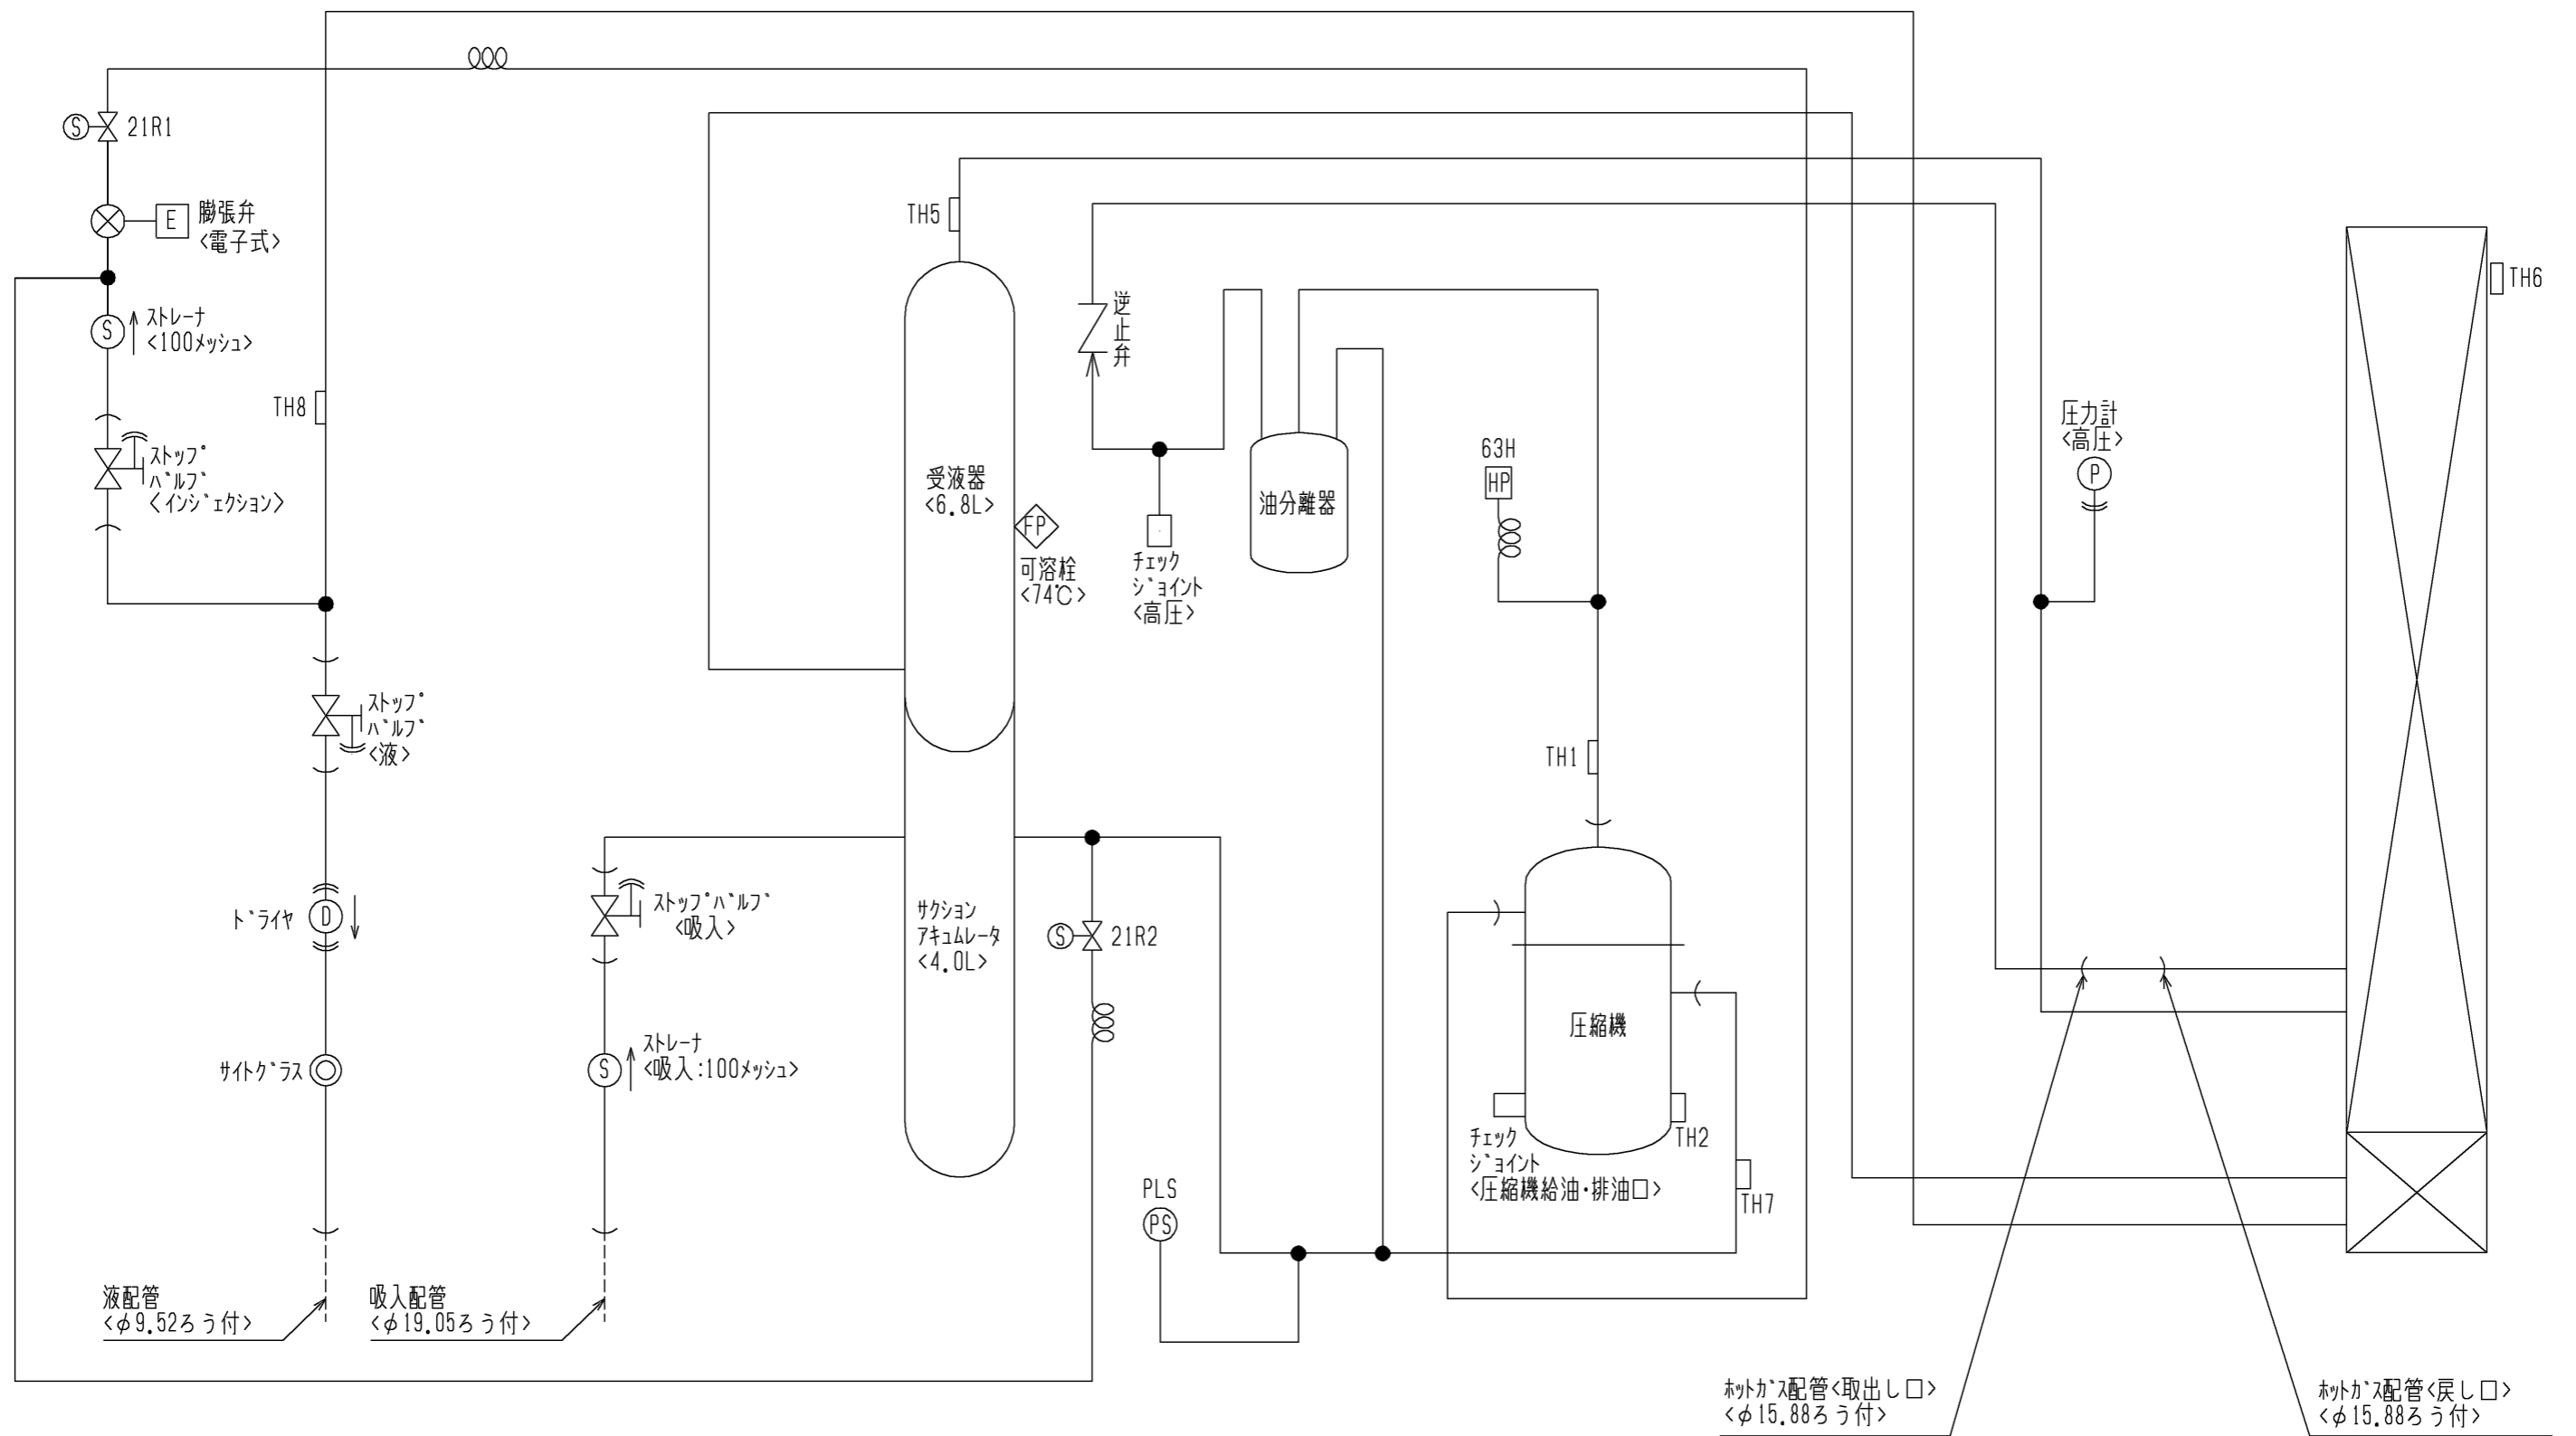 21R1
S
E
膨張弁
<電子式>
S
ストレーナ
<100メッシュ>
ストップ
バルブ
<インジェクション>
TH8
ストップ
バルブ
<液>
ドライヤ
D
サイトグラス
液配管
<φ9.52ろう付>
吸入配管
<φ19.05ろう付>
ストップバルブ
<吸入>
S
ストレーナ
<吸入:100メッシュ>
TH5
受液器
<6.8L>
FP
可溶栓
<74℃>
サクション
アキュムレータ
<4.0L>
S
21R2
逆止弁
チェック
ジョイント
<高圧>
油分離器
63H
HP
TH1
圧縮機
チェック
ジョイント
<圧縮機給油・排油口>
TH2
TH7
PLS
PS
圧力計
<高圧>
P
TH6
ホットガス配管<取出し口>
<φ15.88ろう付>
ホットガス配管<戻し口>
<φ15.88ろう付>